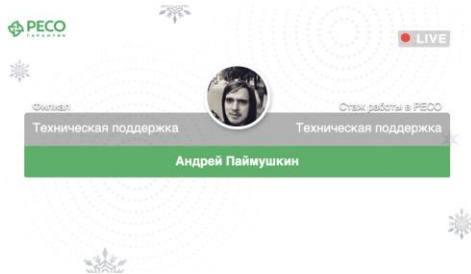 РЕСО
ГАРАНТИЯ
LIVE
Филиал
Стаж работы в РЕСО
Техническая поддержка
Техническая поддержка
Андрей Паймушкин